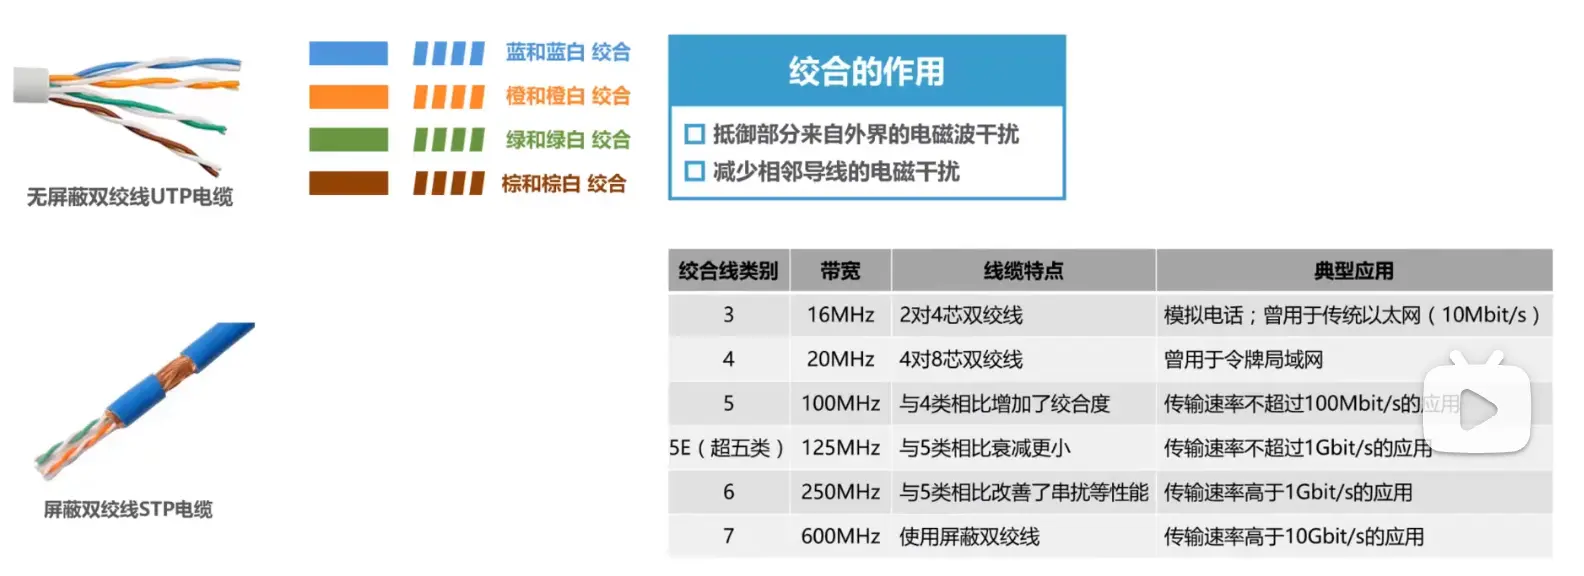 蓝和蓝白 绞合
橙和橙白 绞合
绿和绿白 绞合
棕和棕白 绞合
无屏蔽双绞线UTP电缆
屏蔽双绞线STP电缆
绞合的作用
抵御部分来自外界的电磁波干扰
减少相邻导线的电磁干扰
绞合线类别 带宽 线缆特点 典型应用
3 16MHz 2对4芯双绞线 模拟电话；曾用于传统以太网（10Mbit/s）
4 20MHz 4对8芯双绞线 曾用于令牌局域网
5 100MHz 与4类相比增加了绞合度 传输速率不超过100Mbit/s的应用
5E（超五类） 125MHz 与5类相比衰减更小 传输速率不超过1Gbit/s的应用
6 250MHz 与5类相比改善了串扰等性能 传输速率高于1Gbit/s的应用
7 600MHz 使用屏蔽双绞线 传输速率高于10Gbit/s的应用